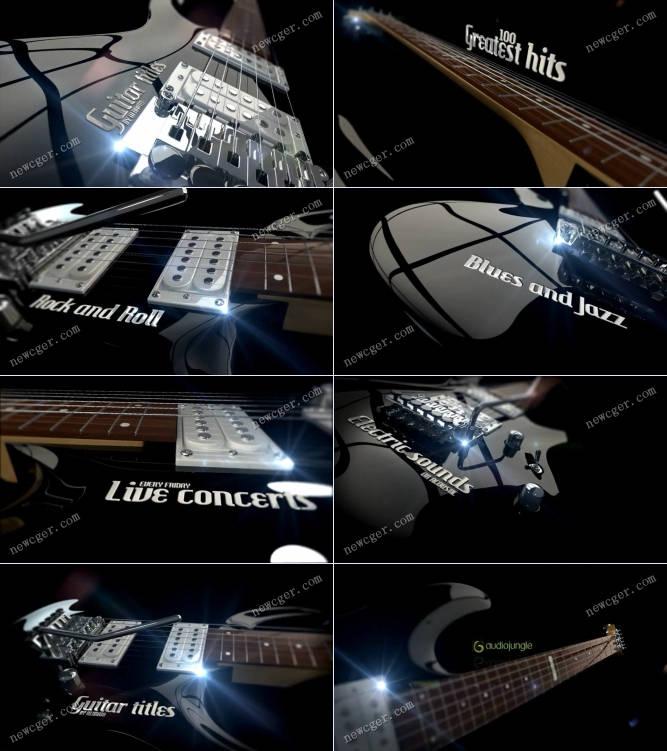 newcger.com
Guitar titles
newcger.com
newcger.com
100
Greatest hits
newcger.com
newcger.com
Rock and Roll
newcger.com
newcger.com
Blues and Jazz
newcger.com
newcger.com
EVERY FRIDAY
Live concerts
newcger.com
newcger.com
Electric sounds
newcger.com
newcger.com
Guitar titles
newcger.com
newcger.com
audiojungle
newcger.com